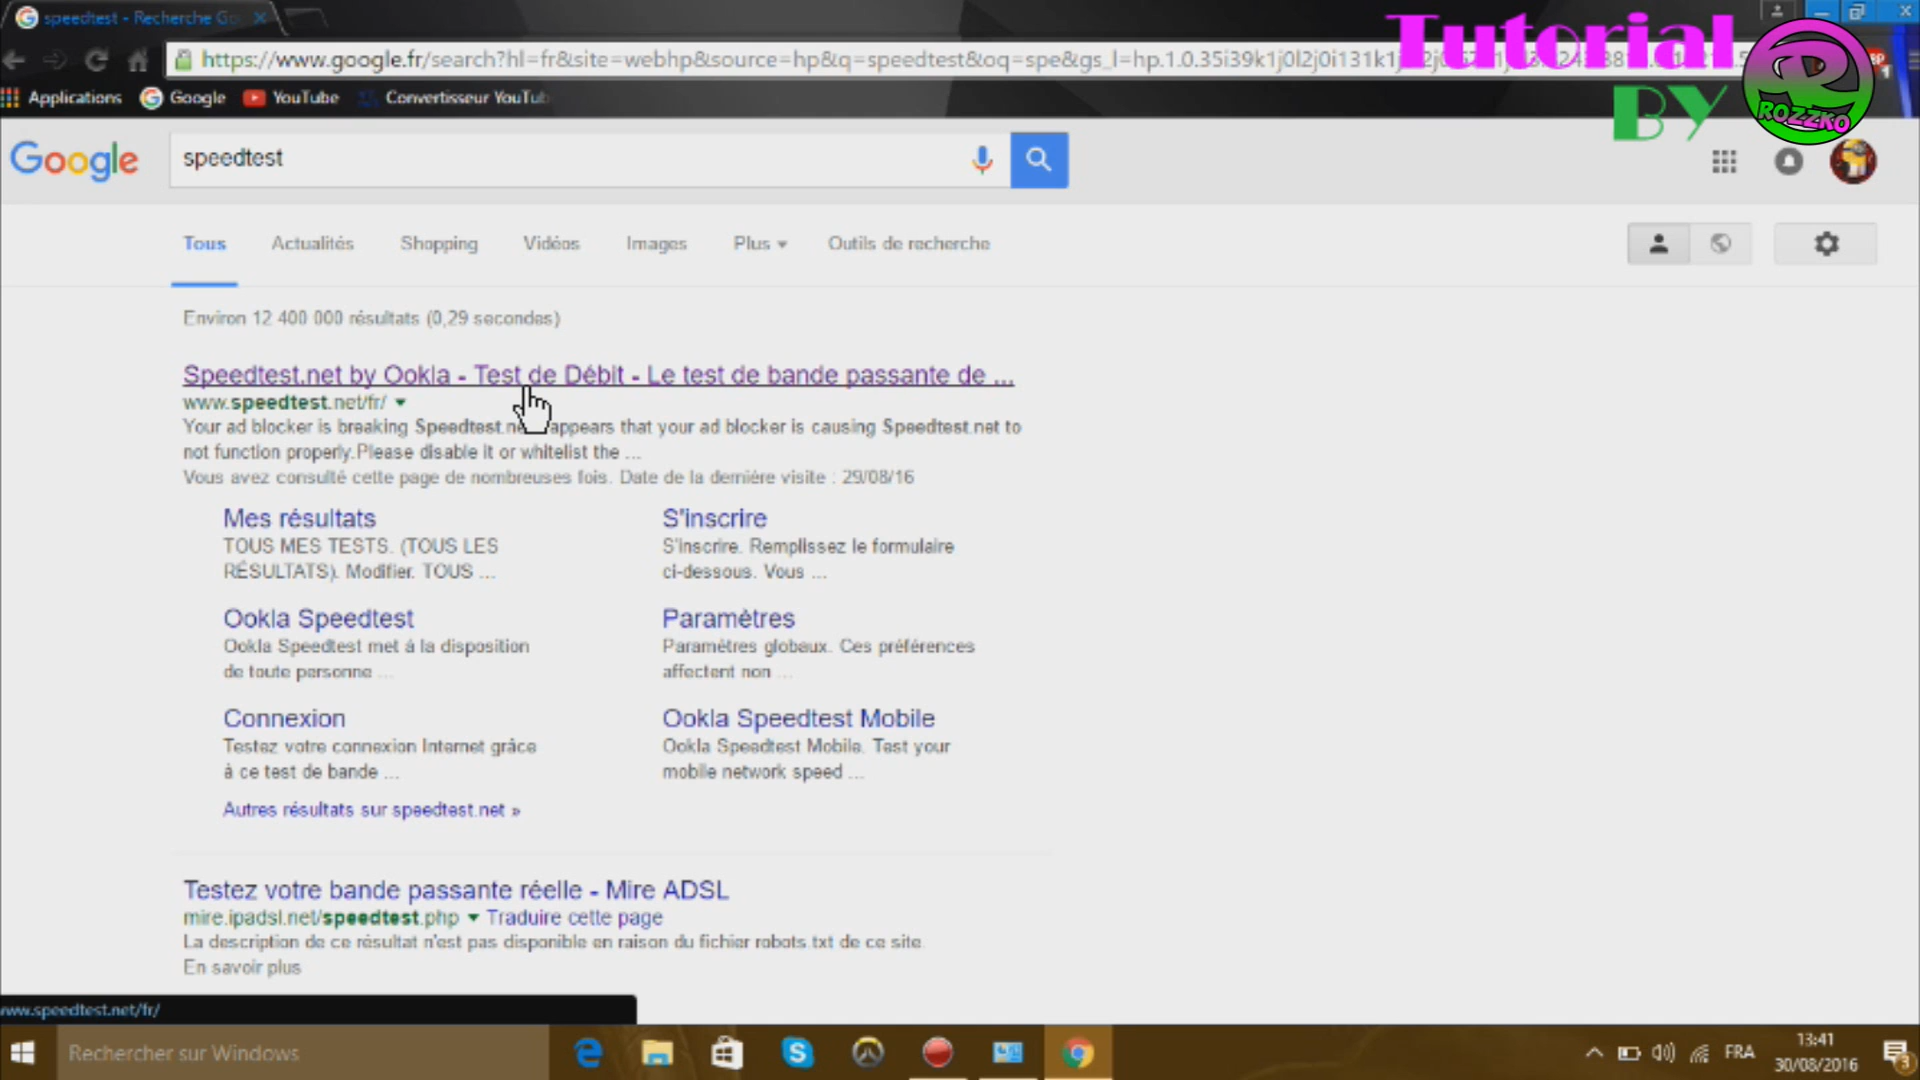 speedtest - Recherche Go
Tutorial
https://www.google.fr/search?hl=fr&site=webhp&source=hp&q=speedtest&oq=spe&gs_l=hp.1.0.35i39k1j0l2j0i131k1j
Applications Google YouTube Convertisseur YouTub
BY
ROZZKO
Google
speedtest
Tous Actualités Shopping Vidéos Images Plus Outils de recherche
Environ 12 400 000 résultats (0,29 secondes)
Speedtest.net by Ookla - Test de Débit - Le test de bande passante de ...
www.speedtest.net/fr/
Your ad blocker is breaking Speedtest.ne appears that your ad blocker is causing Speedtest.net to
not function properly.Please disable it or whitelist the ...
Vous avez consulté cette page de nombreuses fois. Date de la dernière visite : 29/08/16
Mes résultats
TOUS MES TESTS. (TOUS LES
RÉSULTATS). Modifier. TOUS ...
S'inscrire
S'inscrire. Remplissez le formulaire
ci-dessous. Vous ...
Ookla Speedtest
Ookla Speedtest met à la disposition
de toute personne ...
Paramètres
Paramètres globaux. Ces préférences
affectent non ...
Connexion
Testez votre connexion Internet grâce
à ce test de bande ...
Ookla Speedtest Mobile
Ookla Speedtest Mobile. Test your
mobile network speed ...
Autres résultats sur speedtest.net »
Testez votre bande passante réelle - Mire ADSL
mire.ipadsl.net/speedtest.php Traduire cette page
La description de ce résultat n'est pas disponible en raison du fichier robots.txt de ce site.
En savoir plus
www.speedtest.net/fr/
Rechercher sur Windows
FRA
13:41
30/08/2016
3